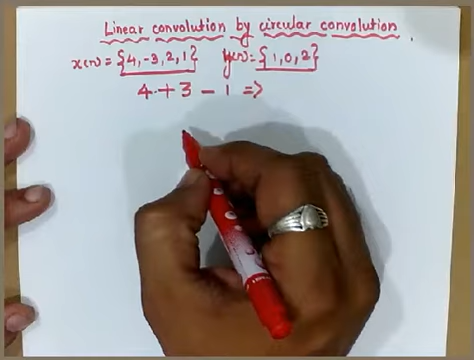 Linear convolution by circular convolution.
x(n) = {4, -3, 2, 1} y(n) = {1, 0, 2}
4 + 3 - 1 =>